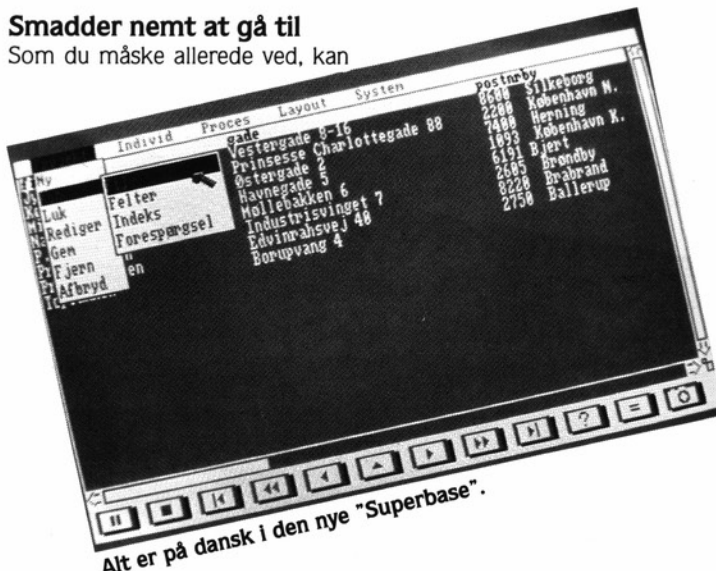 Smadder nemt at gå til
Som du måske allerede ved, kan
Individ Proces Layout System
gade postnrby
Vestergade 8-16 8600 Silkeborg
Prinsesse Charlottegade 88 2200 København N.
Østergade 2 7400 Herning
Havnegade 5 1093 København K.
Møllebakken 6 6191 Bjert
Industrisvinget 7 2605 Brøndby
Edvinrahsvej 40 8220 Brabrand
Borupvang 4 2750 Ballerup
Ny
Luk
Rediger
Gem
Fjern
Afbryd
Felter
Indeks
Forespørgsel
en
?
=
Alt er på dansk i den nye "Superbase".